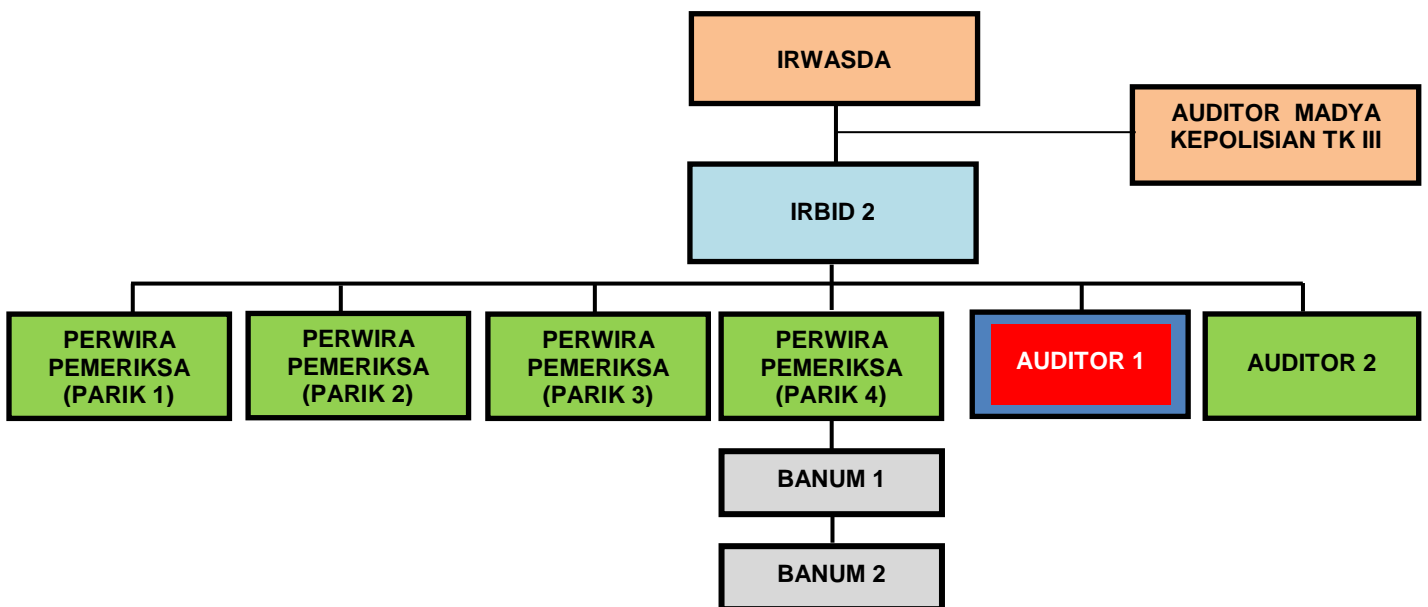 IRWASDA
AUDITOR MADYA
KEPOLISIAN TK III
IRBID 2
PERWIRA
PEMERIKSA
(PARIK 1)
PERWIRA
PEMERIKSA
(PARIK 2)
PERWIRA
PEMERIKSA
(PARIK 3)
PERWIRA
PEMERIKSA
(PARIK 4)
AUDITOR 1
AUDITOR 2
BANUM 1
BANUM 2